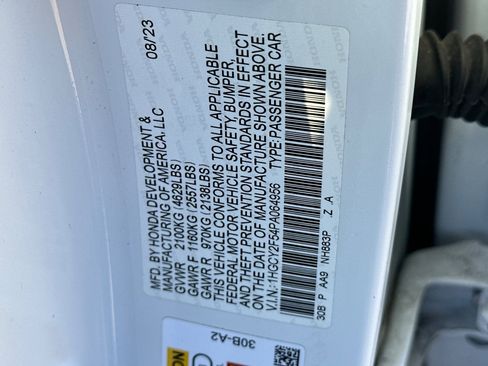 MFD. BY HONDA DEVELOPMENT & 08/'23
MANUFACTURING OF AMERICA. LLC
GVWR 2100KG (4629LBS)
GAWR F 1160KG (2557LBS)
GAWR R 970KG (2138LBS)
THIS VEHICLE CONFORMS TO ALL APPLICABLE
FEDERAL MOTOR VEHICLE SAFETY, BUMPER,
AND THEFT PREVENTION STANDARDS IN EFFECT
ON THE DATE OF MANUFACTURE SHOWN ABOVE.
V.I.N.:1HGCY2F54PA064956 TYPE:PASSENGER CAR
30B P AA9 NH883P Z A
30B-A2